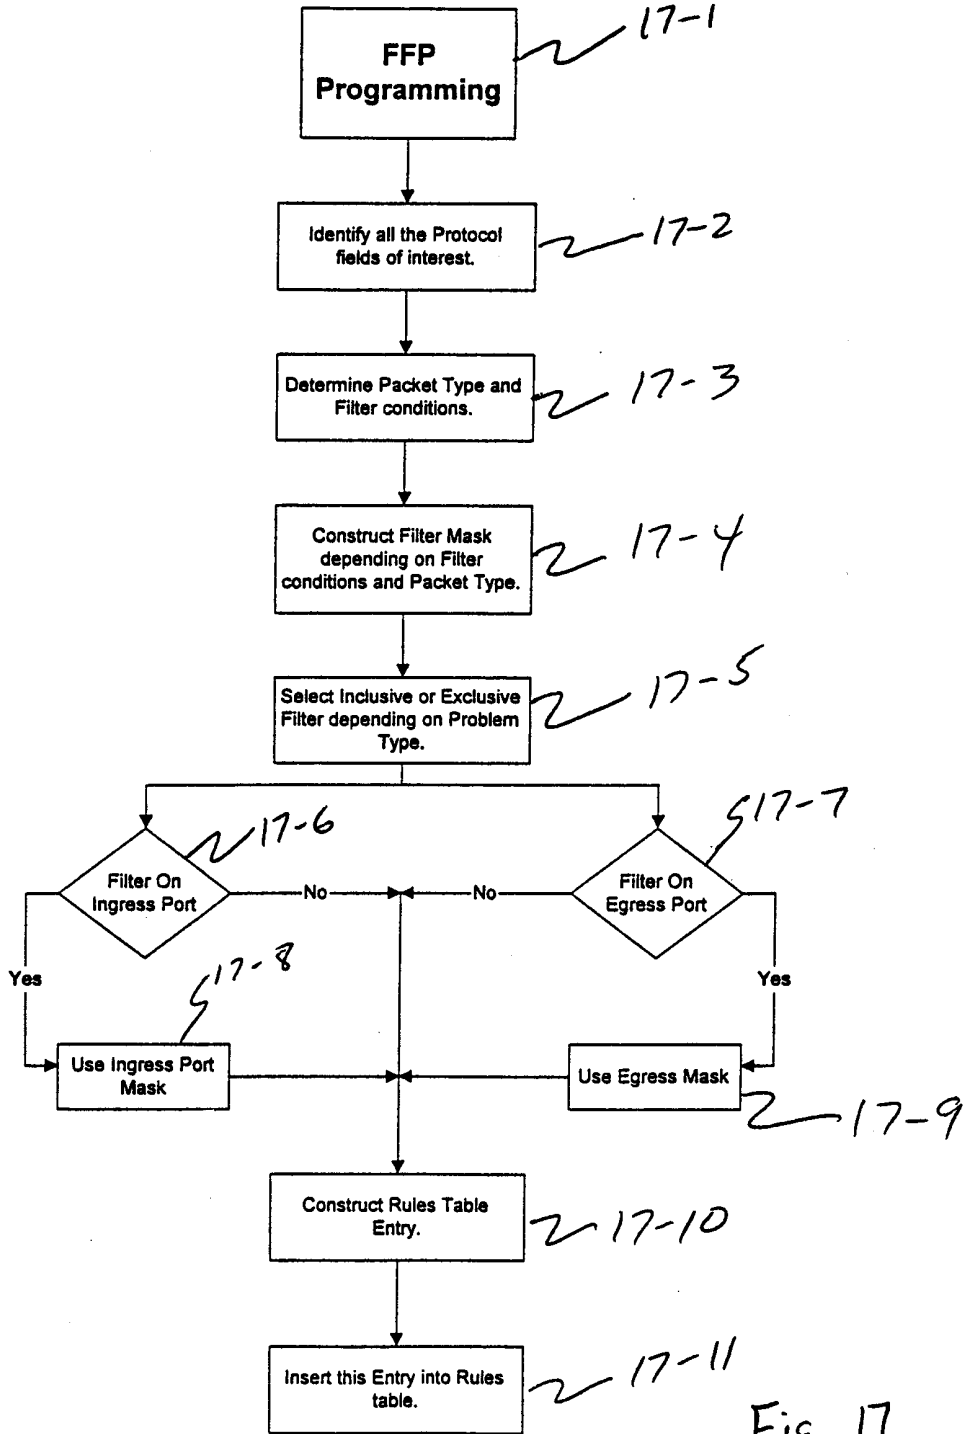 FFP
Programming
17-1
Identify all the Protocol
fields of interest.
17-2
Determine Packet Type and
Filter conditions.
17-3
Construct Filter Mask
depending on Filter
conditions and Packet Type.
17-4
Select Inclusive or Exclusive
Filter depending on Problem
Type.
17-5
Filter On
Ingress Port
17-6
No
No
Filter On
Egress Port
17-7
Yes
Yes
17-8
Use Ingress Port
Mask
Use Egress Mask
17-9
Construct Rules Table
Entry.
17-10
Insert this Entry into Rules
table.
17-11
Fig. 17